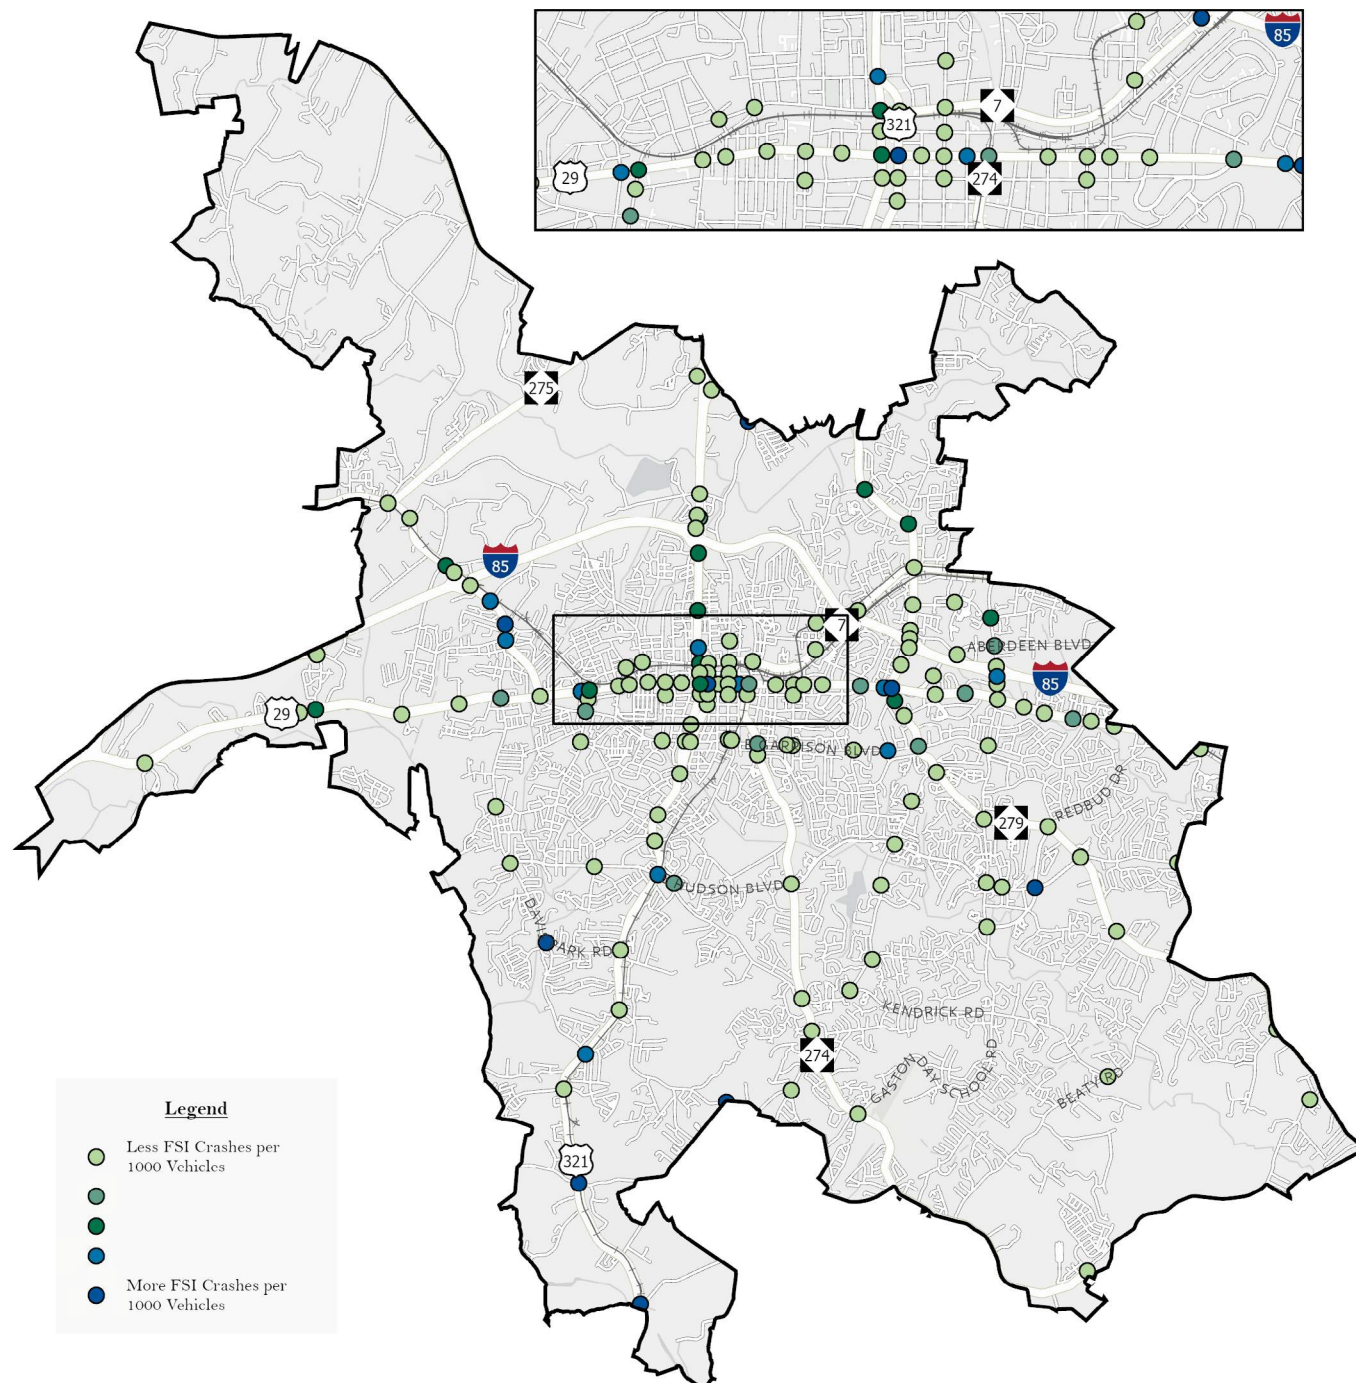 85
7
321
29
274
275
85
7
ABERDEEN BLVD
85
29
E GARRISON BLVD
REDBUD DR
279
HUDSON BLVD
DAVIS PARK RD
KENDRICK RD
274
GASTON DAY SCHOOL RD
BEATY RD
321
Legend
Less FSI Crashes per
1000 Vehicles
More FSI Crashes per
1000 Vehicles